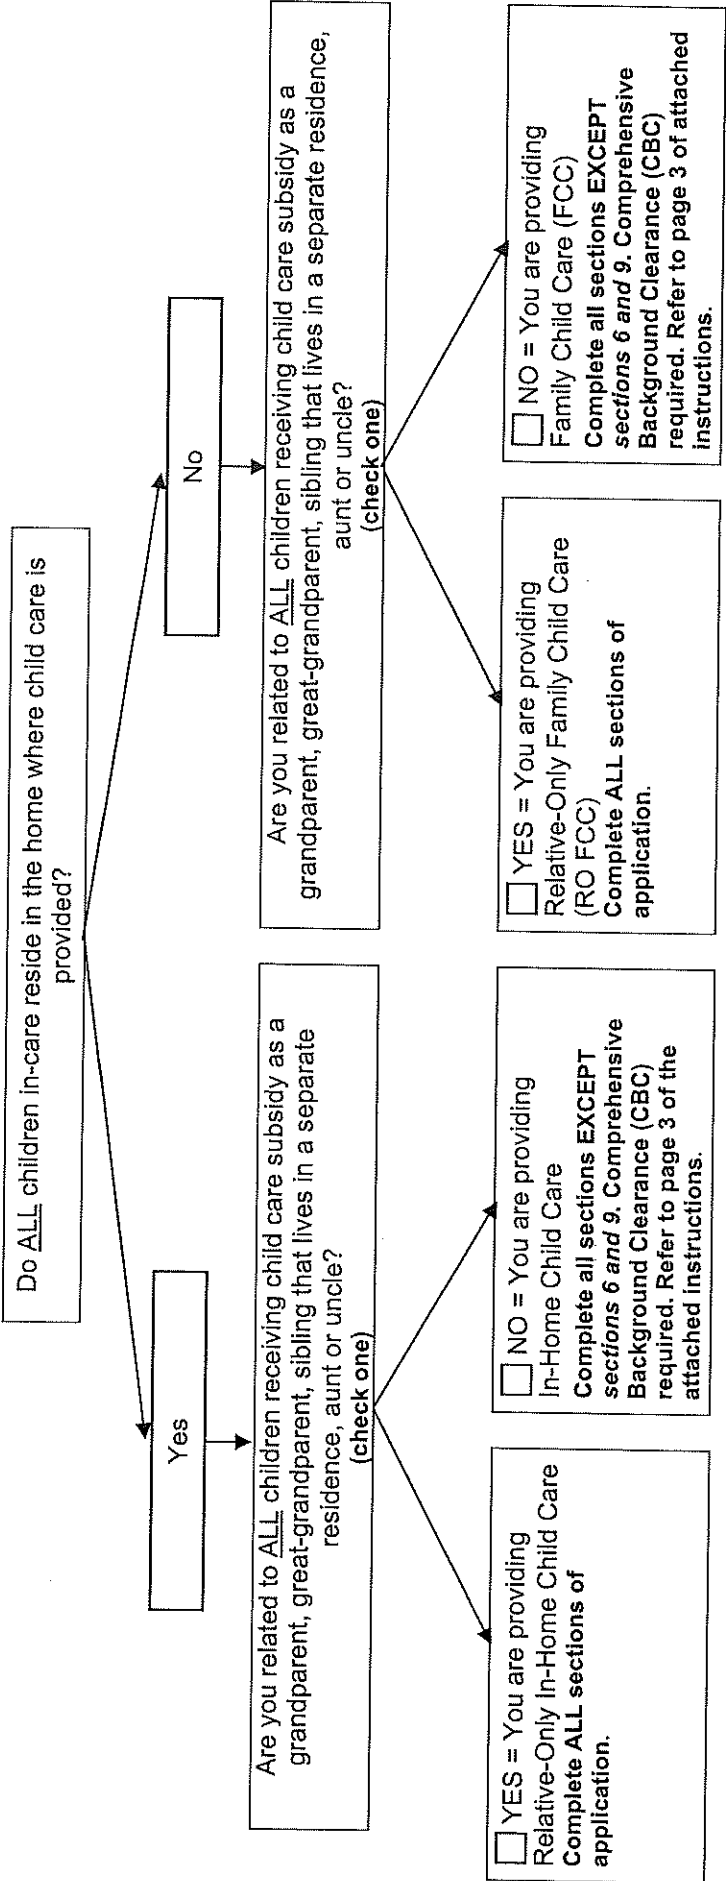 Do ALL children in-care reside in the home where child care is
provided?
Yes
No
Are you related to ALL children receiving child care subsidy as a
grandparent, great-grandparent, sibling that lives in a separate
residence, aunt or uncle?
(check one)
Are you related to ALL children receiving child care subsidy as a
grandparent, great-grandparent, sibling that lives in a separate residence,
aunt or uncle?
(check one)
YES = You are providing
Relative-Only In-Home Child Care
Complete ALL sections of
application.
NO = You are providing
In-Home Child Care
Complete all sections EXCEPT
sections 6 and 9. Comprehensive
Background Clearance (CBC)
required. Refer to page 3 of the
attached instructions.
YES = You are providing
Relative-Only Family Child Care
(RO FCC)
Complete ALL sections of
application.
NO = You are providing
Family Child Care (FCC)
Complete all sections EXCEPT
sections 6 and 9. Comprehensive
Background Clearance (CBC)
required. Refer to page 3 of attached
instructions.